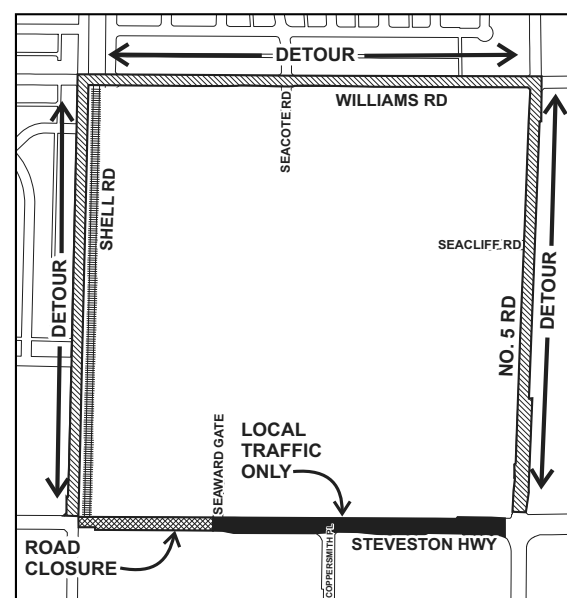 DETOUR
WILLIAMS RD
SEACOTE RD
SHELL RD
DETOUR
SEACLIFF RD
NO. 5 RD
DETOUR
SEAWARD GATE
LOCAL
TRAFFIC
ONLY
ROAD
CLOSURE
COPPERSMITH PL
STEVESTON HWY